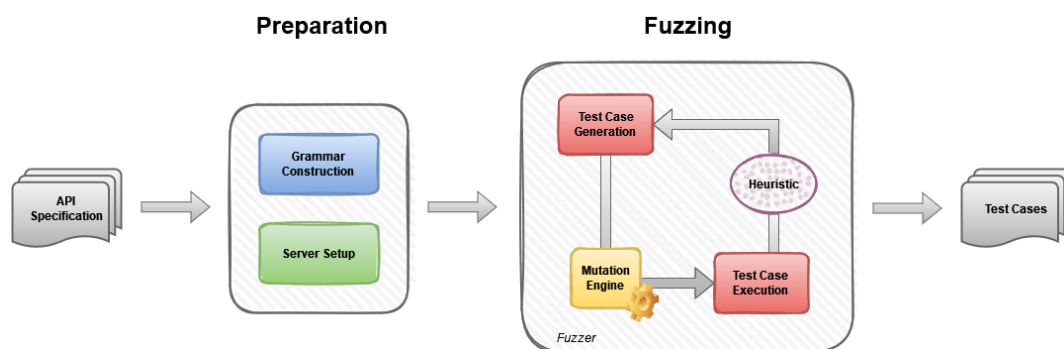 Preparation
Fuzzing
API
Specification
Grammar
Construction
Server Setup
Test Case
Generation
Heuristic
Mutation
Engine
Test Case
Execution
Fuzzer
Test Cases